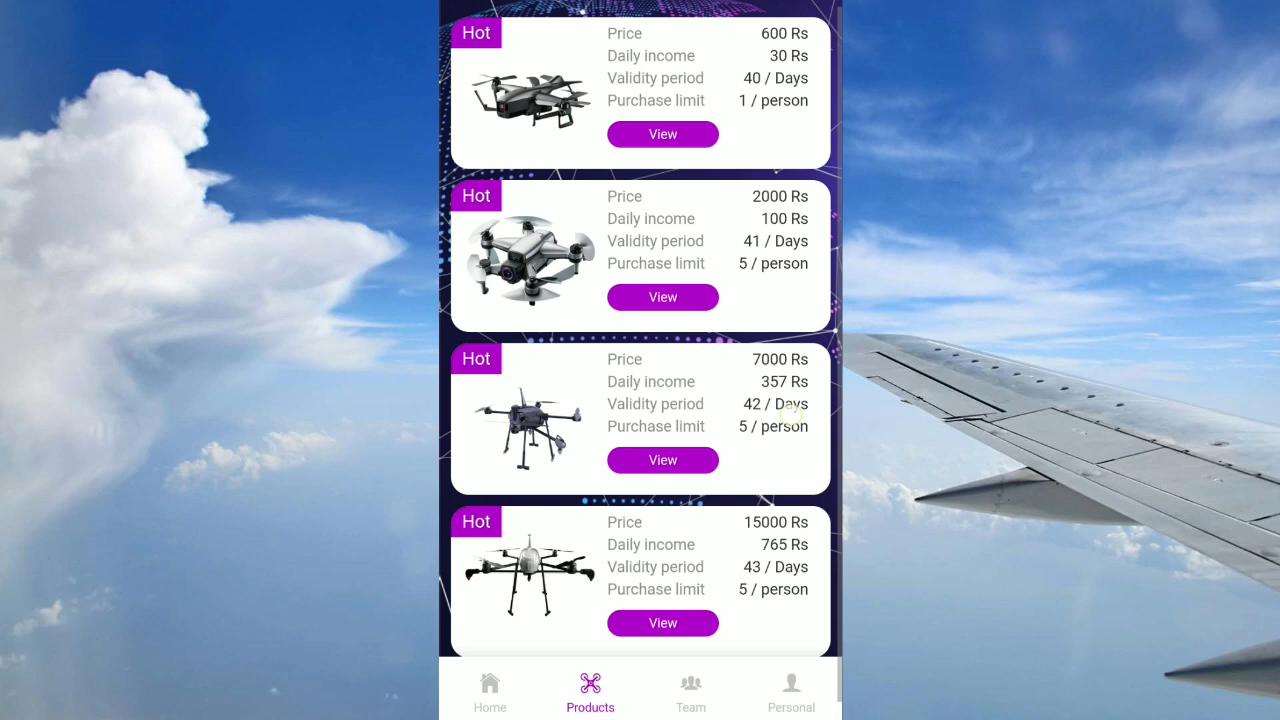 Hot
Price 600 Rs
Daily income 30 Rs
Validity period 40 / Days
Purchase limit 1 / person
View
Hot
Price 2000 Rs
Daily income 100 Rs
Validity period 41 / Days
Purchase limit 5 / person
View
Hot
Price 7000 Rs
Daily income 357 Rs
Validity period 42 / Days
Purchase limit 5 / person
View
Hot
Price 15000 Rs
Daily income 765 Rs
Validity period 43 / Days
Purchase limit 5 / person
View
Home Products Team Personal